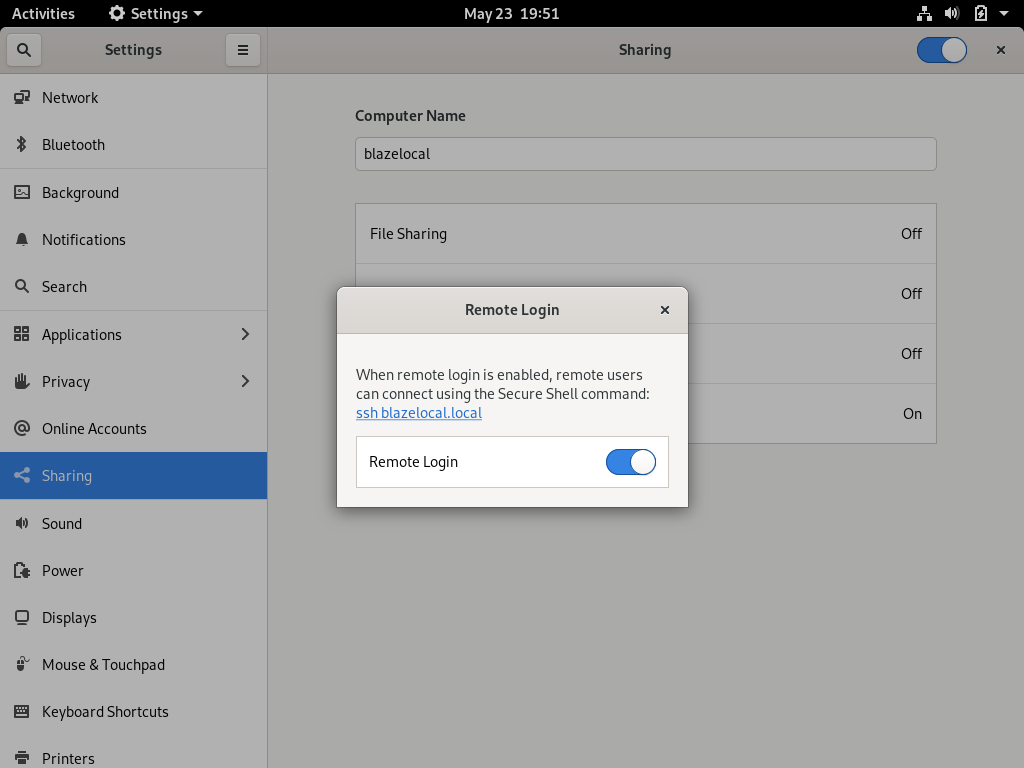 Activities Settings May 23 19:51
Settings Sharing
Network
Bluetooth
Background
Notifications
Search
Applications
Privacy
Online Accounts
Sharing
Sound
Power
Displays
Mouse & Touchpad
Keyboard Shortcuts
Printers
Computer Name
blazelocal
File Sharing Off
Off
Off
On
Remote Login
When remote login is enabled, remote users
can connect using the Secure Shell command:
ssh blazelocal.local
Remote Login